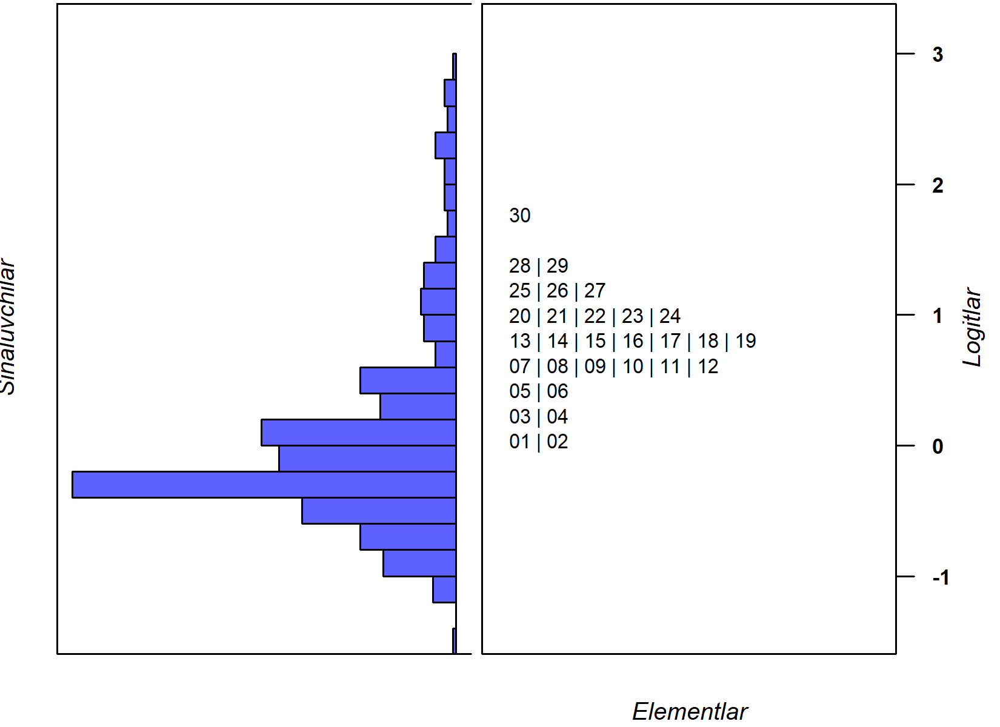 Sinaluvchilar
30
28 | 29
25 | 26 | 27
20 | 21 | 22 | 23 | 24
13 | 14 | 15 | 16 | 17 | 18 | 19
07 | 08 | 09 | 10 | 11 | 12
05 | 06
03 | 04
01 | 02
3
2
1
0
-1
Logitlar
Elementlar